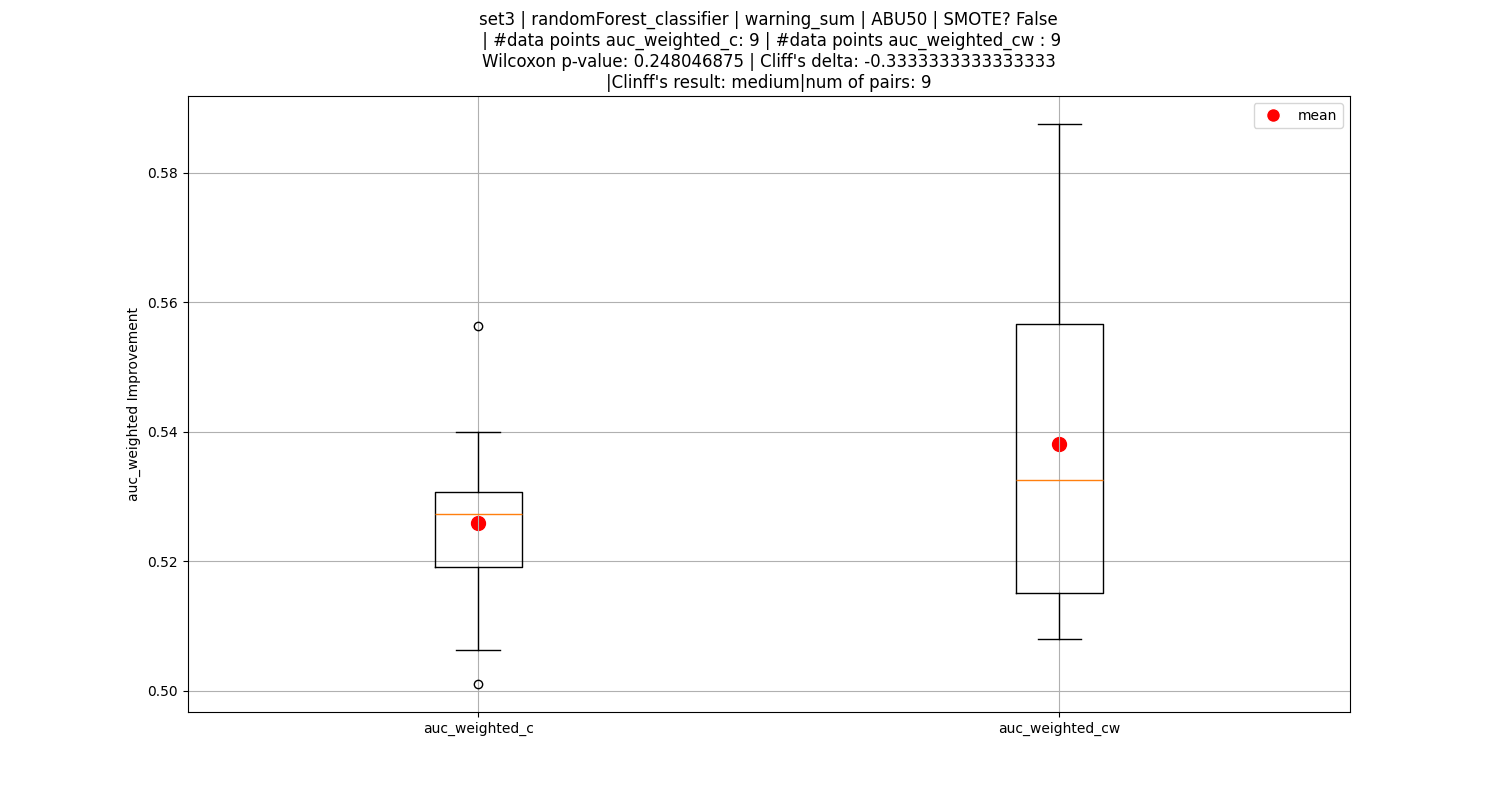 set3 | randomForest_classifier | warning_sum | ABU50 | SMOTE? False
| #data points auc_weighted_c: 9 | #data points auc_weighted_cw : 9
Wilcoxon p-value: 0.248046875 | Cliff's delta: -0.3333333333333333
|Clinff's result: medium|num of pairs: 9
mean
auc_weighted Improvement
0.58
0.56
0.54
0.52
0.50
auc_weighted_c
auc_weighted_cw